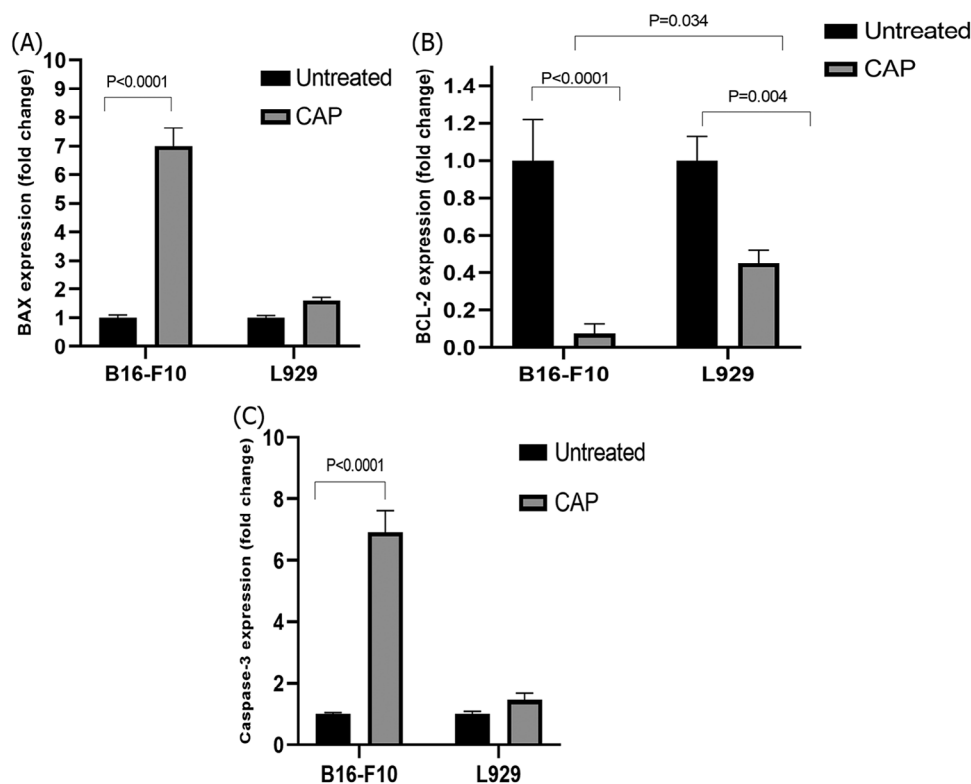 (A)
BAX expression (fold change)
10
9
8
7
6
5
4
3
2
1
0
P<0.0001
Untreated
CAP
B16-F10
L929
(B)
BCL-2 expression (fold change)
1.4
1.2
1.0
0.8
0.6
0.4
0.2
0.0
P=0.034
P<0.0001
P=0.004
Untreated
CAP
B16-F10
L929
(C)
Caspase-3 expression (fold change)
10
8
6
4
2
0
P<0.0001
Untreated
CAP
B16-F10
L929